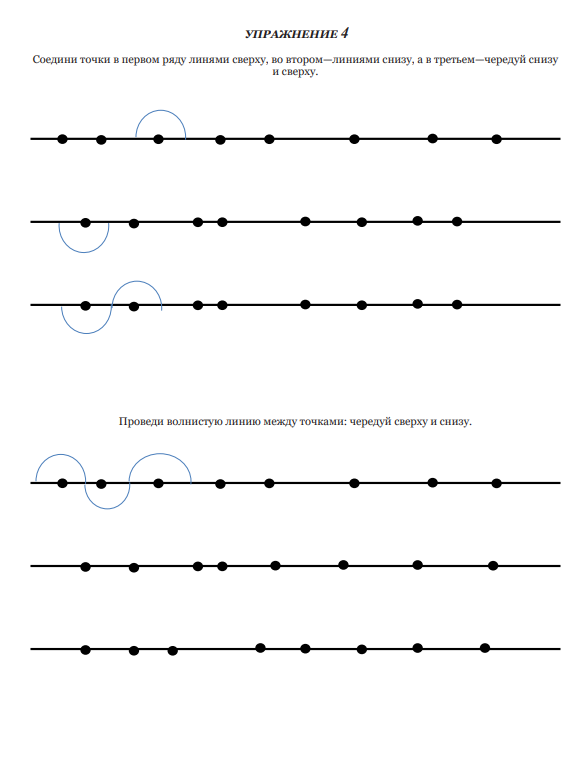 УПРАЖНЕНИЕ 4
Соедини точки в первом ряду линями сверху, во втором—линиями снизу, а в третьем—чередуй снизу
и сверху.
Проведи волнистую линию между точками: чередуй сверху и снизу.